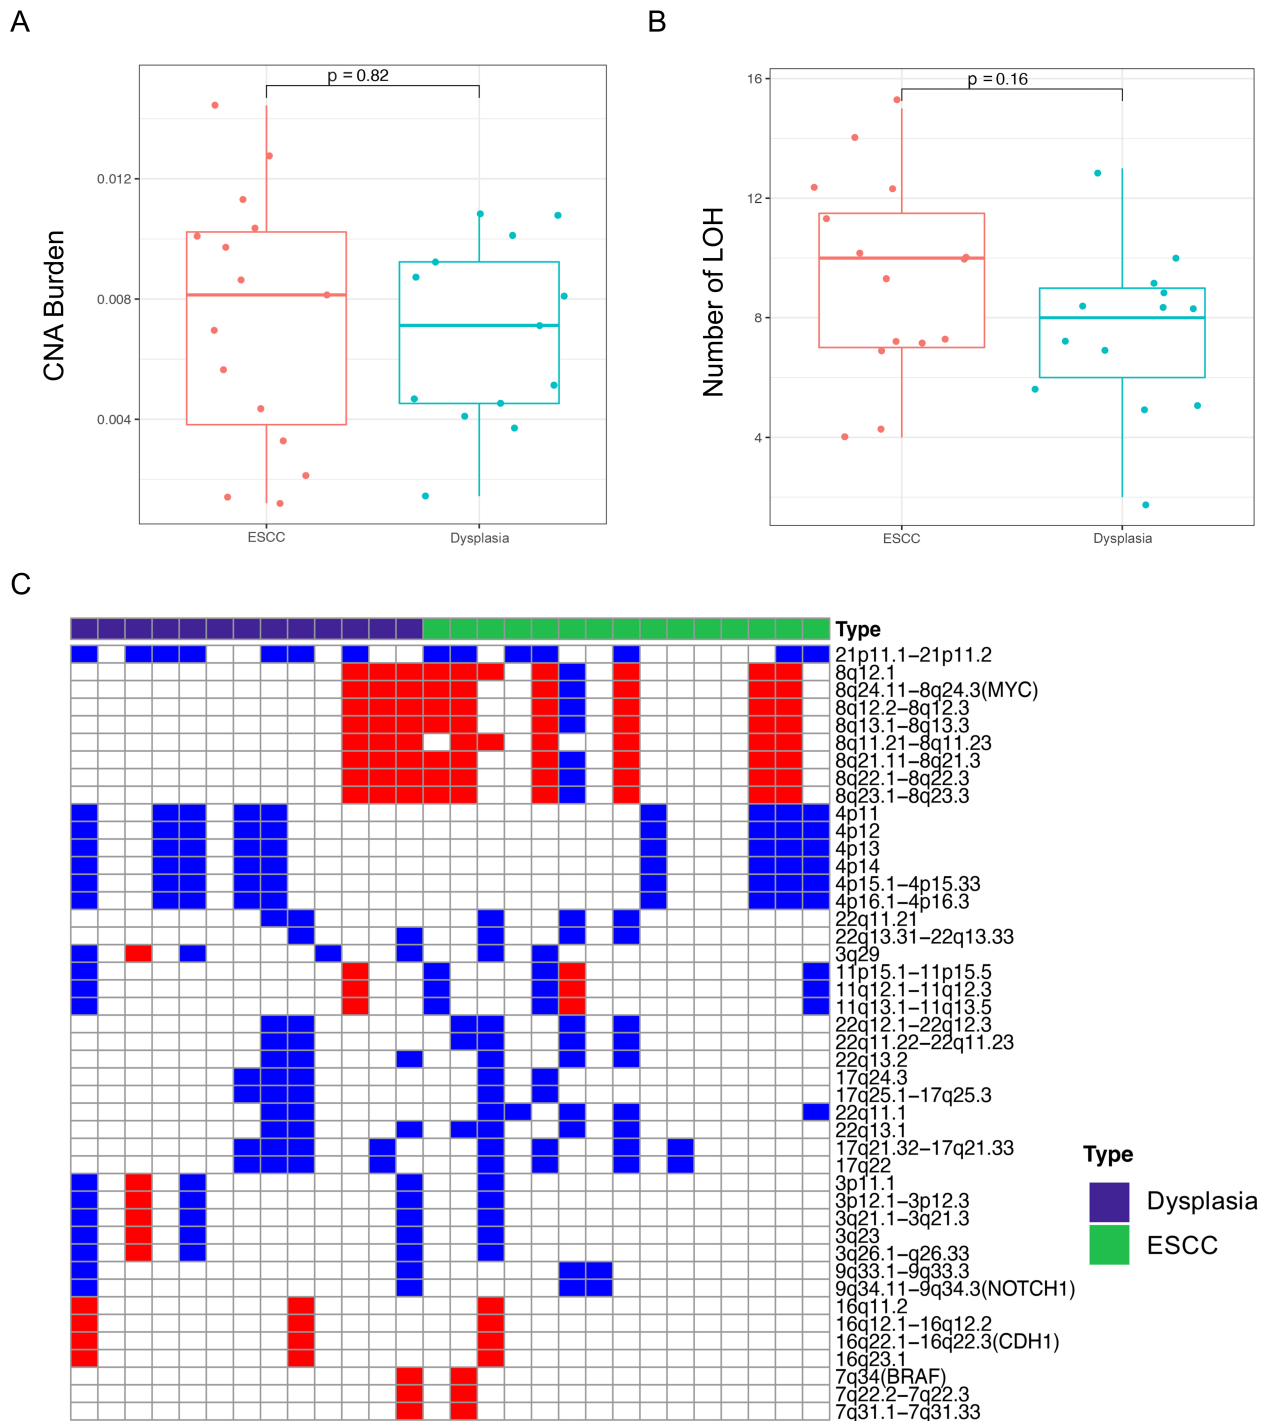 A
B
p = 0.82
p = 0.16
CNA Burden
0.012
0.008
0.004
ESCC
Dysplasia
Number of LOH
16
12
8
4
ESCC
Dysplasia
C
Type
21p11.1−21p11.2
8q12.1
8q24.11−8q24.3(MYC)
8q12.2−8q12.3
8q13.1−8q13.3
8q11.21−8q11.23
8q21.11−8q21.3
8q22.1−8q22.3
8q23.1−8q23.3
4p11
4p12
4p13
4p14
4p15.1−4p15.33
4p16.1−4p16.3
22q11.21
22q13.31−22q13.33
3q29
11p15.1−11p15.5
11q12.1−11q12.3
11q13.1−11q13.5
22q12.1−22q12.3
22q11.22−22q11.23
22q13.2
17q24.3
17q25.1−17q25.3
22q11.1
22q13.1
17q21.32−17q21.33
17q22
3p11.1
3p12.1−3p12.3
3q21.1−3q21.3
3q23
3q26.1−q26.33
9q33.1−9q33.3
9q34.11−9q34.3(NOTCH1)
16q11.2
16q12.1−16q12.2
16q22.1−16q22.3(CDH1)
16q23.1
7q34(BRAF)
7q22.2−7q22.3
7q31.1−7q31.33
Type
Dysplasia
ESCC